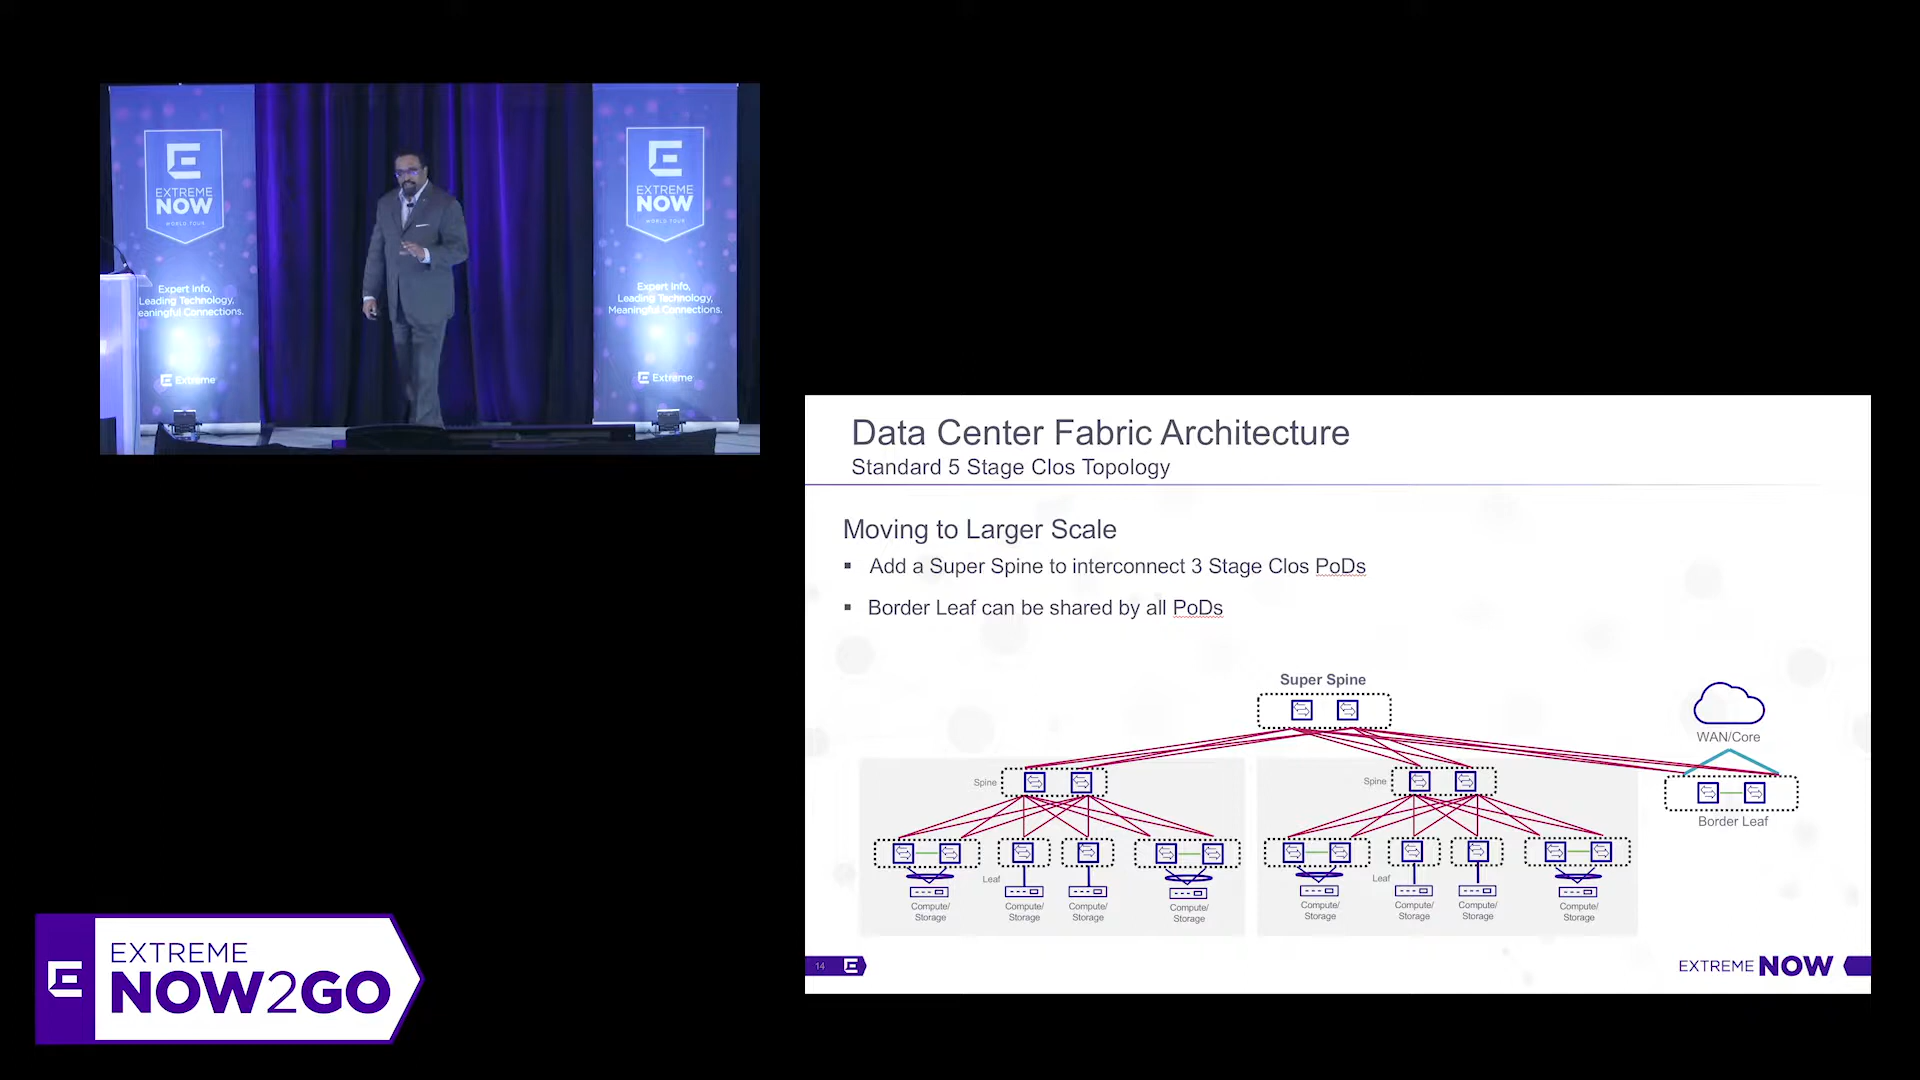 EXTREME
NOW
WORLD TOUR
Expert Info,
Leading Technology,
eaningful Connections.
Extreme
EXTREME
NOW
WORLD TOUR
Expert Info,
Leading Technology,
Meaningful Connections.
Extreme
Data Center Fabric Architecture
Standard 5 Stage Clos Topology
Moving to Larger Scale
▪ Add a Super Spine to interconnect 3 Stage Clos PoDs
▪ Border Leaf can be shared by all PoDs
Super Spine
WAN/Core
Spine
Spine
Border Leaf
Leaf
Leaf
Compute/
Storage
Compute/
Storage
Compute/
Storage
Compute/
Storage
Compute/
Storage
Compute/
Storage
Compute/
Storage
Compute/
Storage
14
EXTREME NOW
EXTREME
NOW2GO